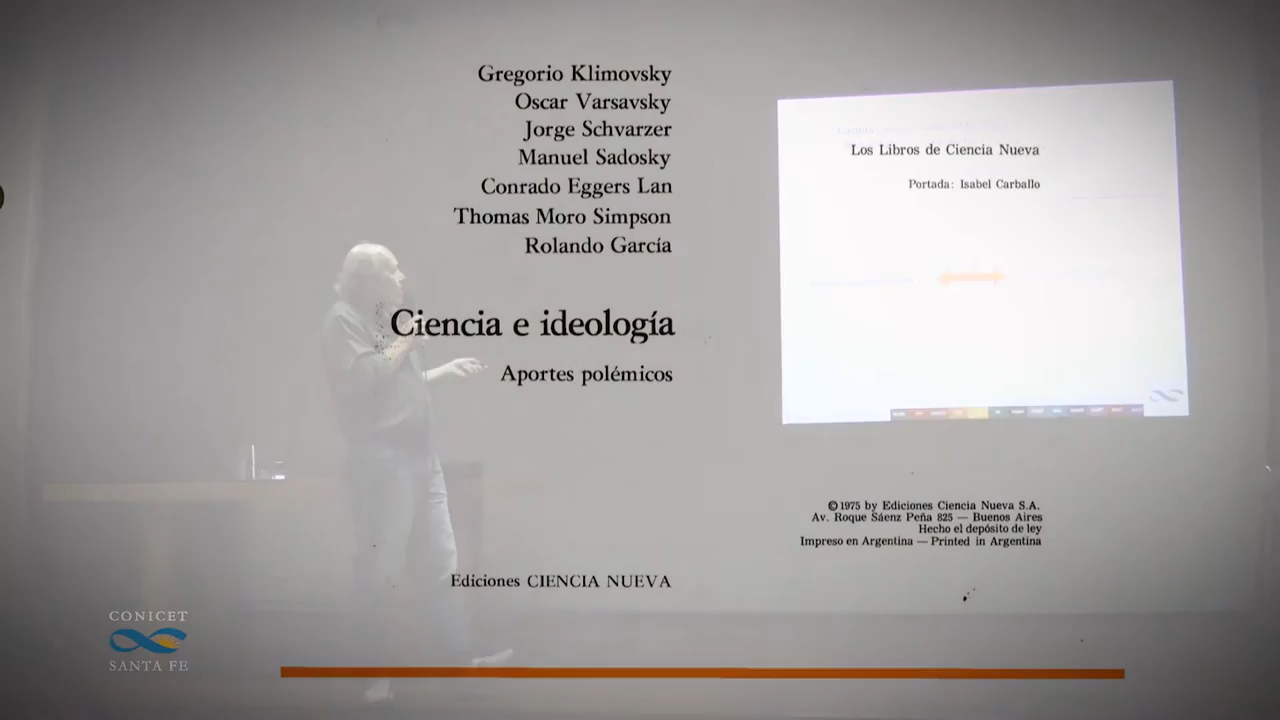 Gregorio Klimovsky
Oscar Varsavsky
Jorge Schvarzer
Manuel Sadosky
Conrado Eggers Lan
Thomas Moro Simpson
Rolando García
Ciencia e ideología
Aportes polémicos
Ediciones CIENCIA NUEVA
Los Libros de Ciencia Nueva
Portada: Isabel Carballo
© 1975 by Ediciones Ciencia Nueva S.A.
Av. Roque Sáenz Peña 825 — Buenos Aires
Hecho el depósito de ley
Impreso en Argentina — Printed in Argentina
CONICET
SANTA FE